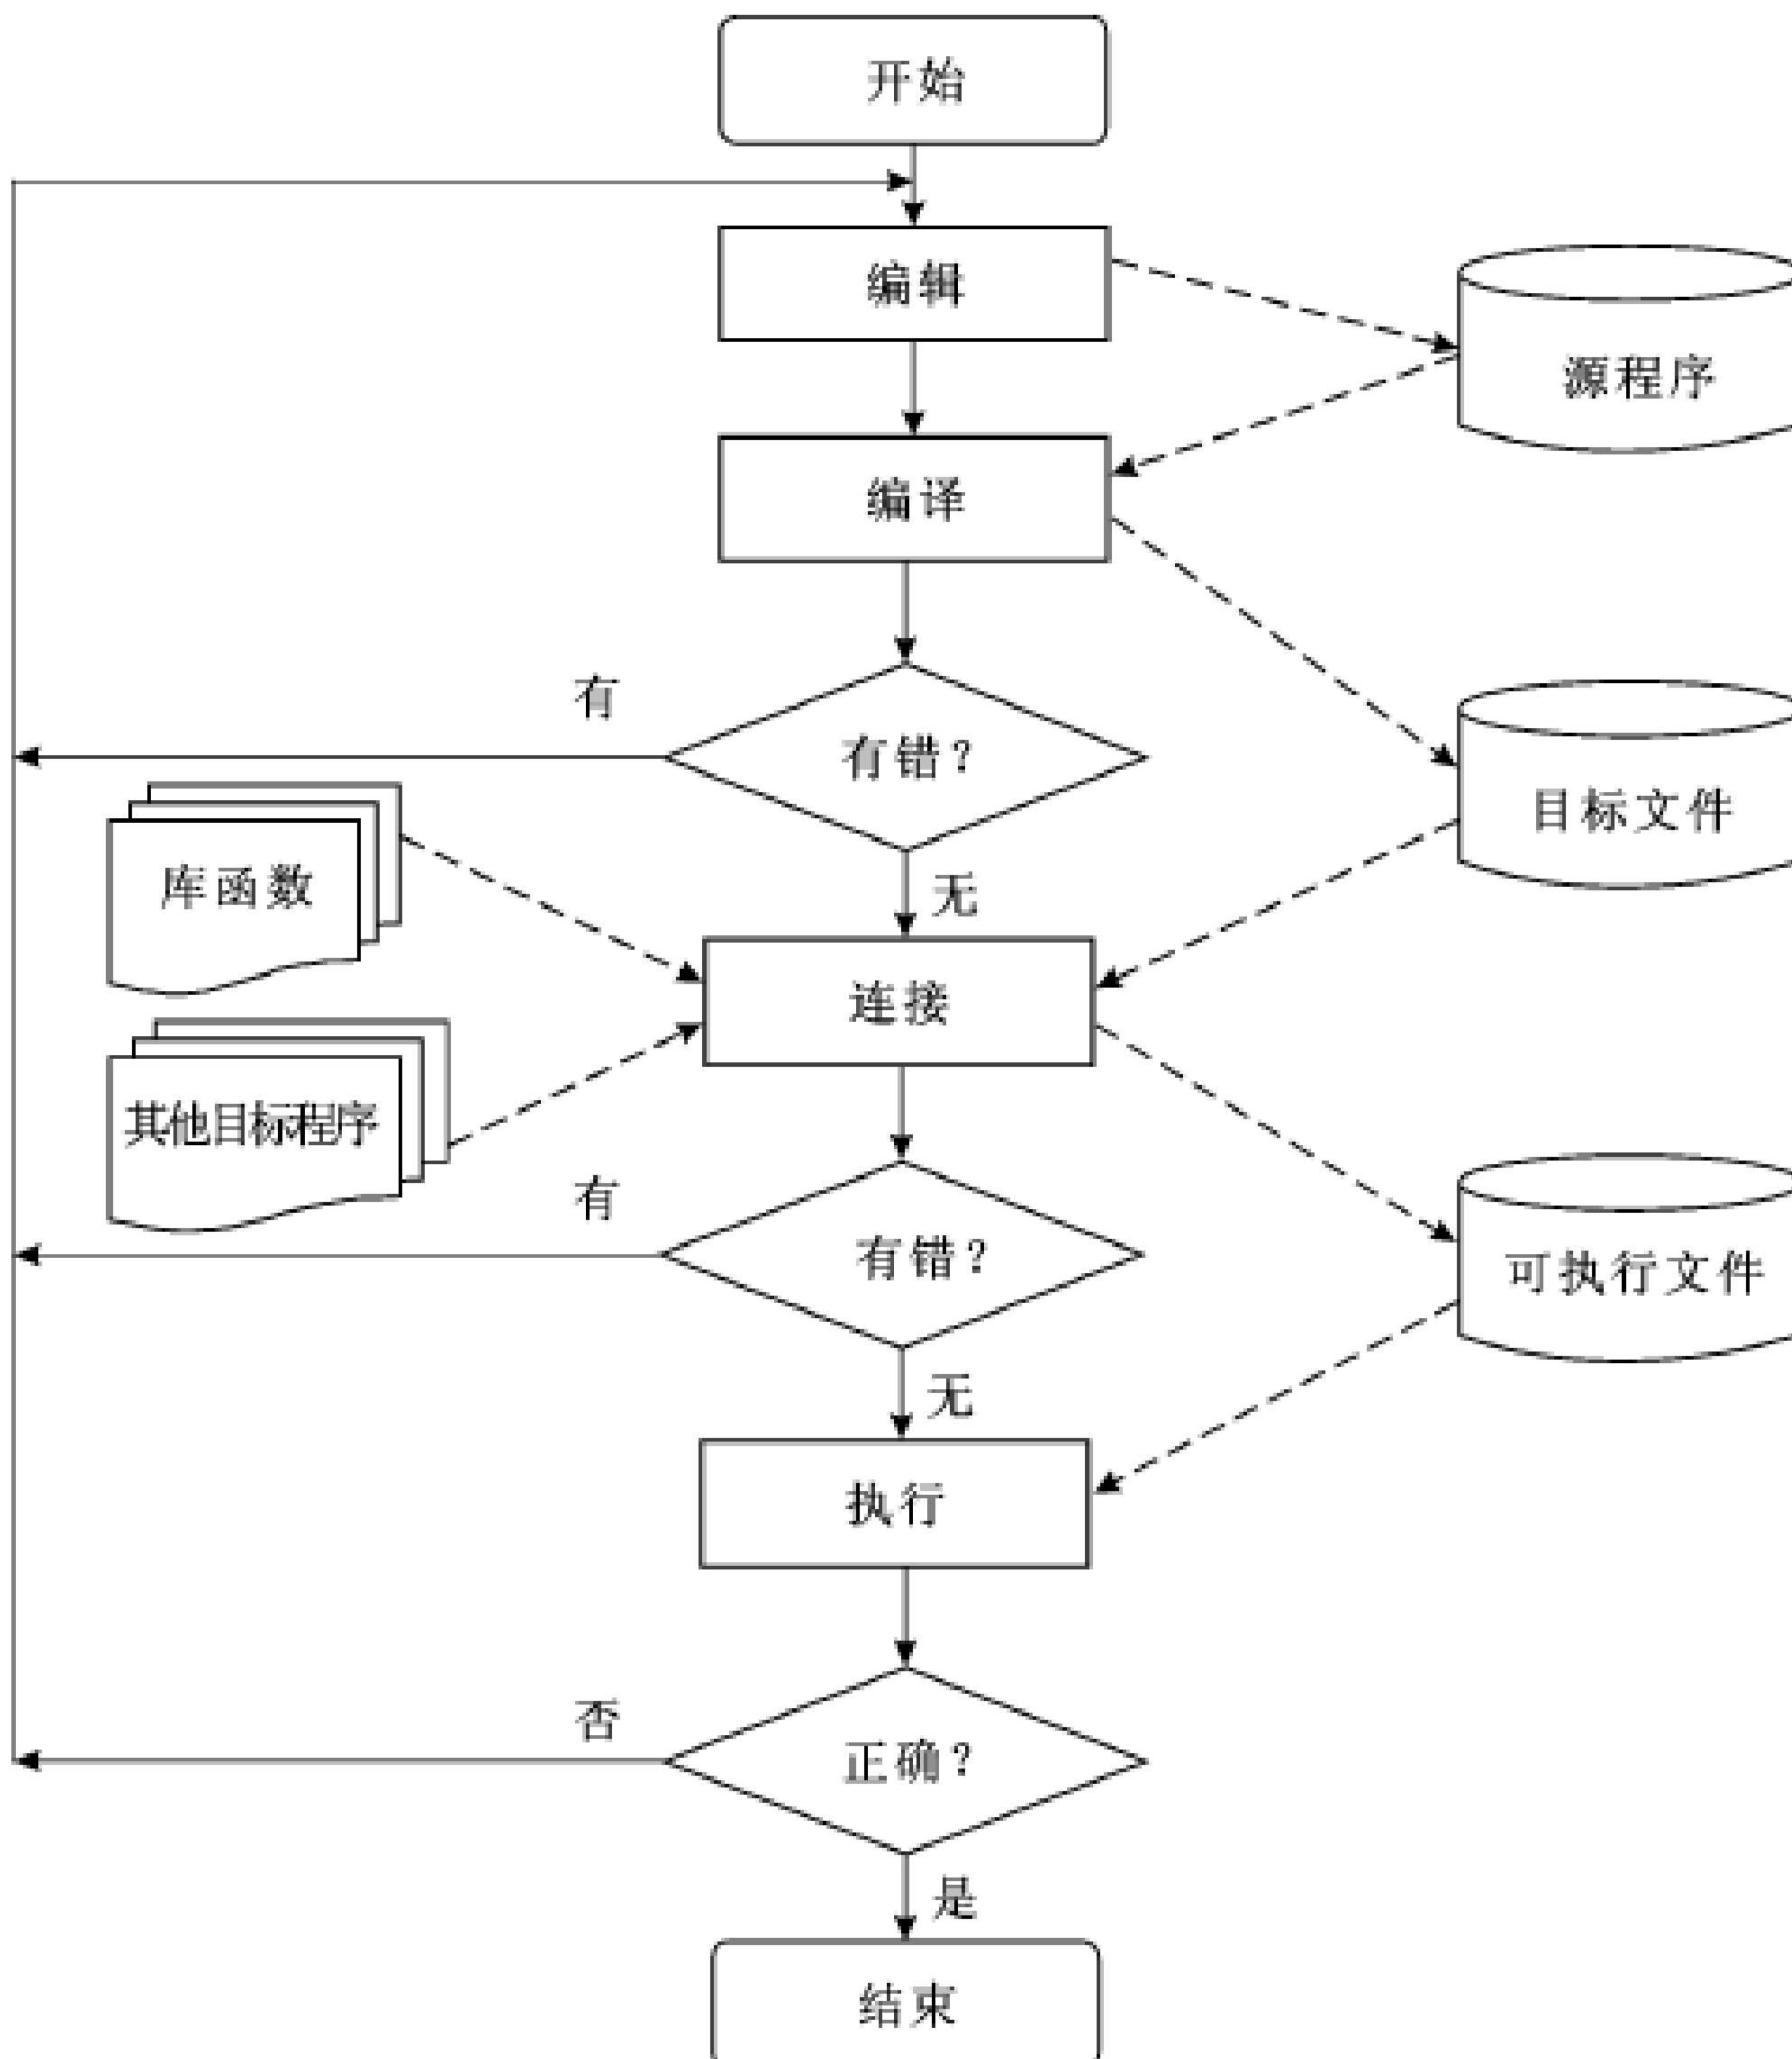 开始
编辑
源程序
编译
有
有错?
目标文件
库函数
无
连接
其他目标程序
有
有错?
可执行文件
无
执行
否
正确?
是
结束